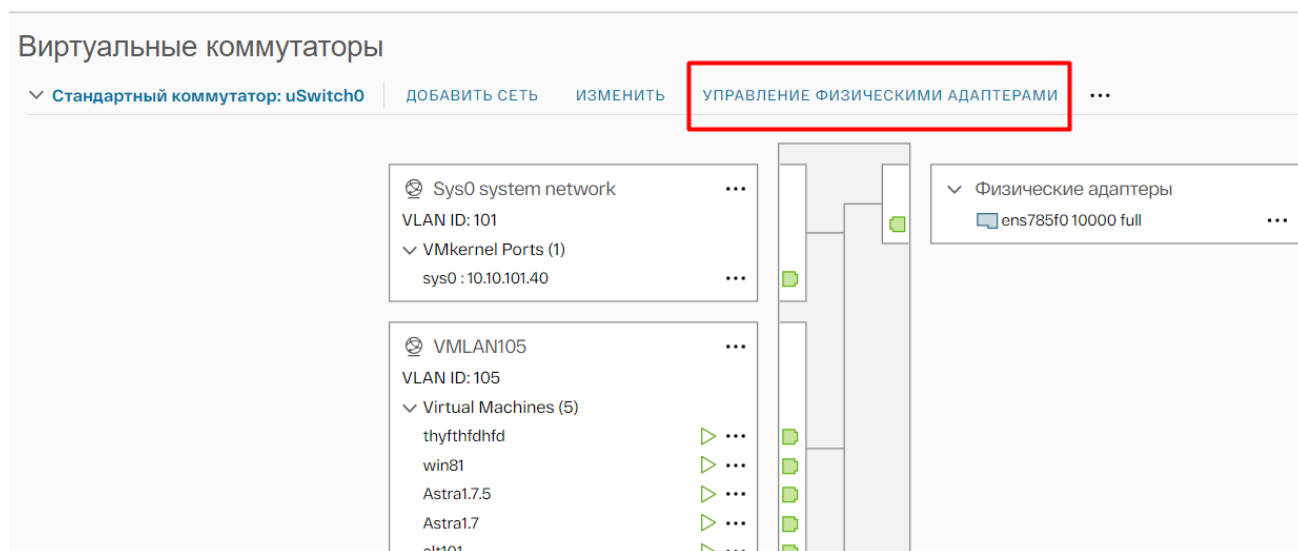 Виртуальные коммутаторы
Стандартный коммутатор: uSwitch0 ДОБАВИТЬ СЕТЬ ИЗМЕНИТЬ УПРАВЛЕНИЕ ФИЗИЧЕСКИМИ АДАПТЕРАМИ ...
Sys0 system network ...
VLAN ID: 101
VMkernel Ports (1)
sys0 : 10.10.101.40 ...
Физические адаптеры
ens785f0 10000 full ...
VMLAN105 ...
VLAN ID: 105
Virtual Machines (5)
thyfthfdhfd ...
win81 ...
Astra1.7.5 ...
Astra1.7 ...
alt101 ...